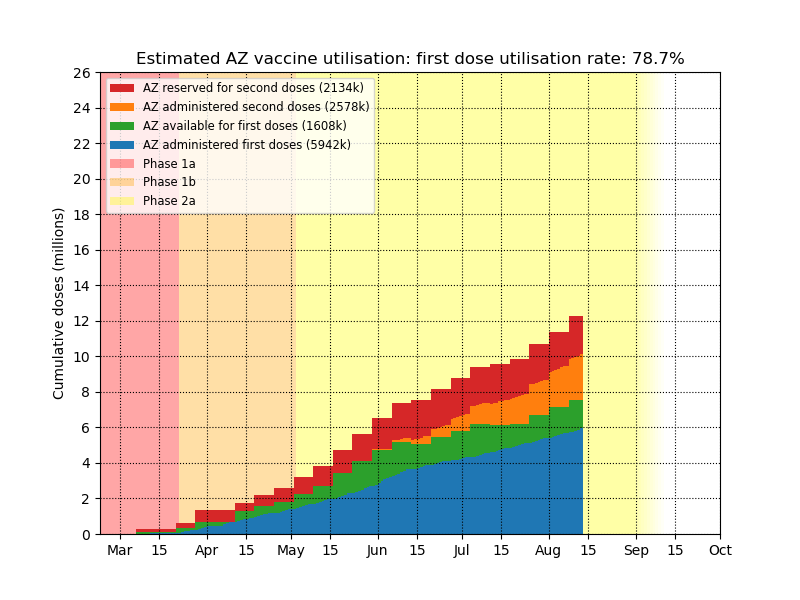 Estimated AZ vaccine utilisation: first dose utilisation rate: 78.7%
26
24
22
20
18
16
14
12
10
8
6
4
2
0
Cumulative doses (millions)
AZ reserved for second doses (2134k)
AZ administered second doses (2578k)
AZ available for first doses (1608k)
AZ administered first doses (5942k)
Phase 1a
Phase 1b
Phase 2a
Mar 15 Apr 15 May 15 Jun 15 Jul 15 Aug 15 Sep 15 Oct